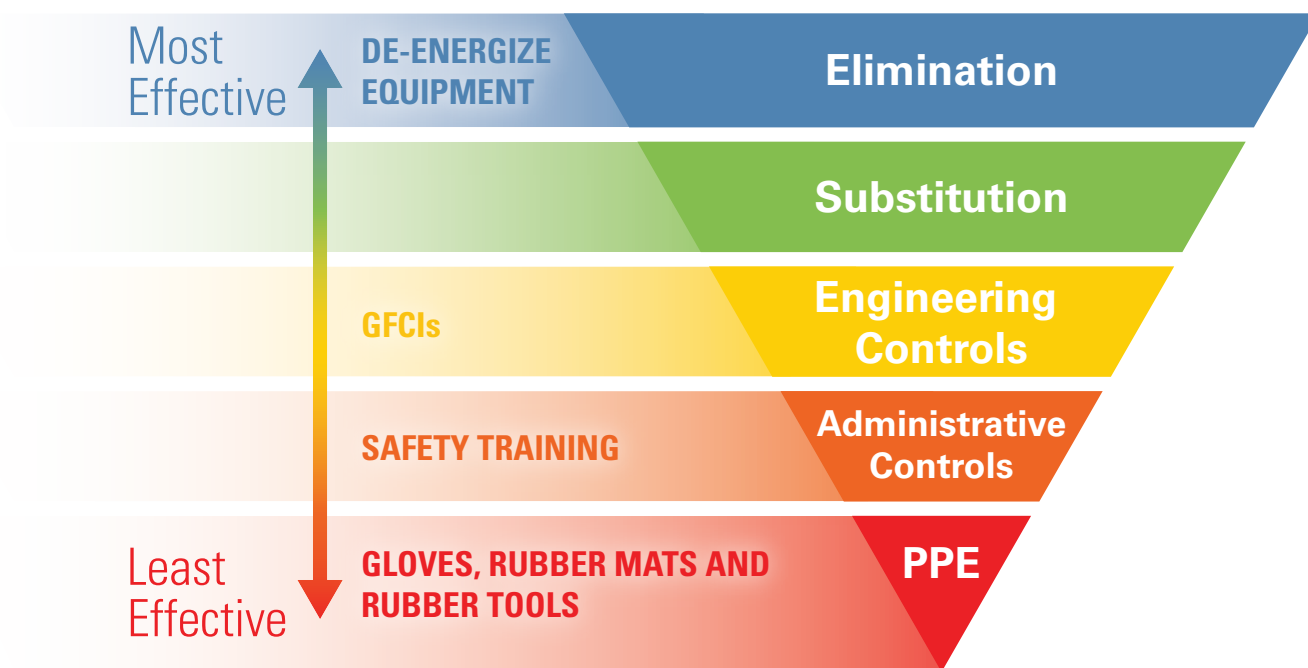 Most
Effective
DE-ENERGIZE
EQUIPMENT
Elimination
Substitution
GFCIs
Engineering
Controls
SAFETY TRAINING
Administrative
Controls
Least
Effective
GLOVES, RUBBER MATS AND
RUBBER TOOLS
PPE